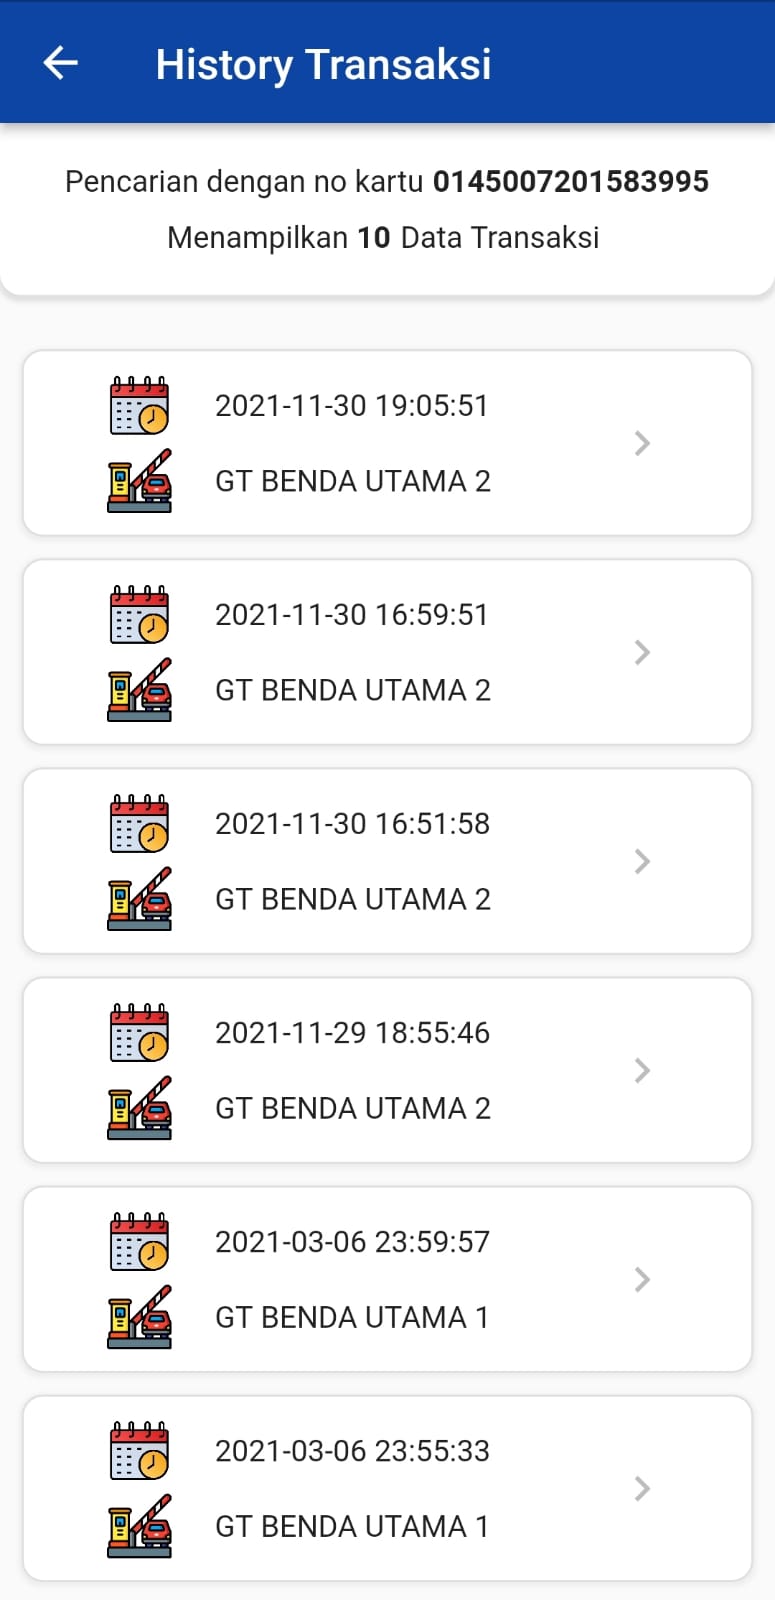 History Transaksi
Pencarian dengan no kartu 0145007201583995
Menampilkan 10 Data Transaksi
2021-11-30 19:05:51
GT BENDA UTAMA 2
2021-11-30 16:59:51
GT BENDA UTAMA 2
2021-11-30 16:51:58
GT BENDA UTAMA 2
2021-11-29 18:55:46
GT BENDA UTAMA 2
2021-03-06 23:59:57
GT BENDA UTAMA 1
2021-03-06 23:55:33
GT BENDA UTAMA 1